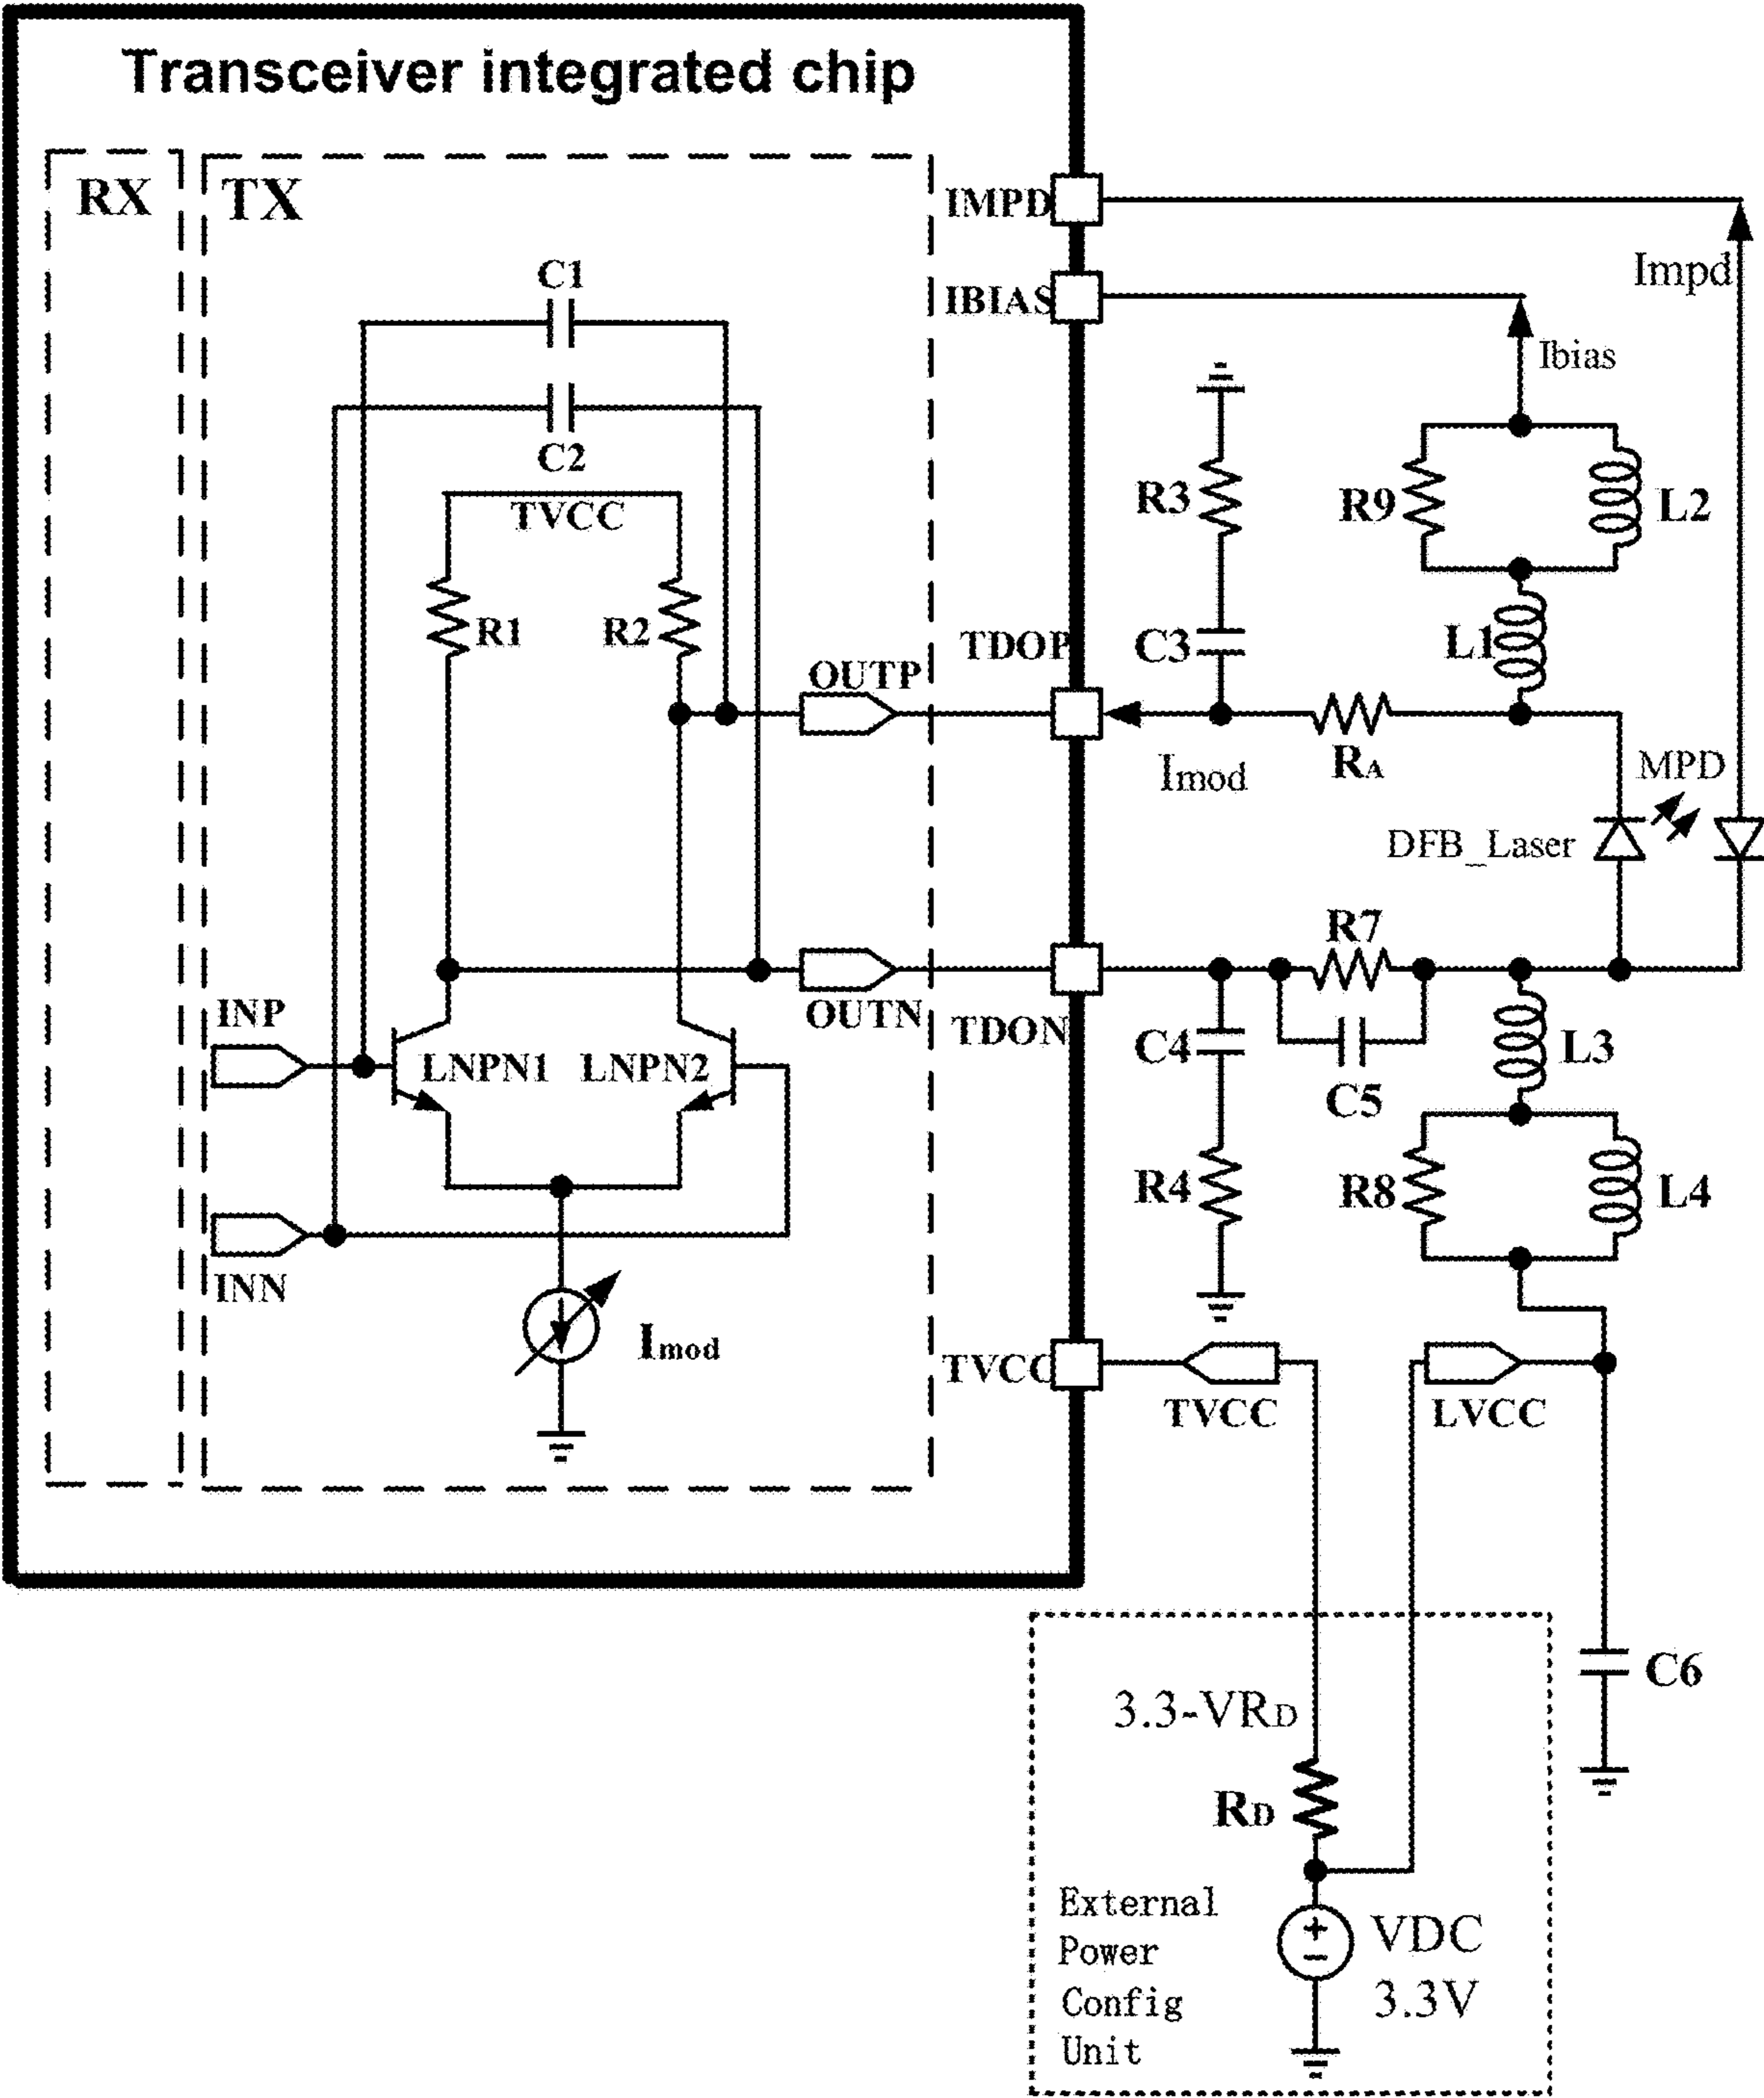 Transceiver integrated chip
RX
TX
IMPD
Impd
C1
IBIAS
Ibias
C2
R3
R9
L2
TVCC
R1
R2
TDOP
C3
L1
OUTP
Imod
RA
MPD
DFB_Laser
R7
INP
OUTN
TDON
LNPN1
LNPN2
C4
L3
C5
R4
R8
L4
INN
Imod
TVCC
TVCC
LVCC
C6
3.3-VRD
RD
External
Power
Config
Unit
VDC
3.3V